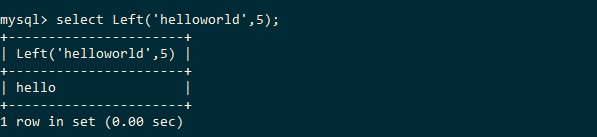 mysql> select Left('helloworld',5);
+----------------------+
| Left('helloworld',5) |
+----------------------+
| hello                |
+----------------------+
1 row in set (0.00 sec)